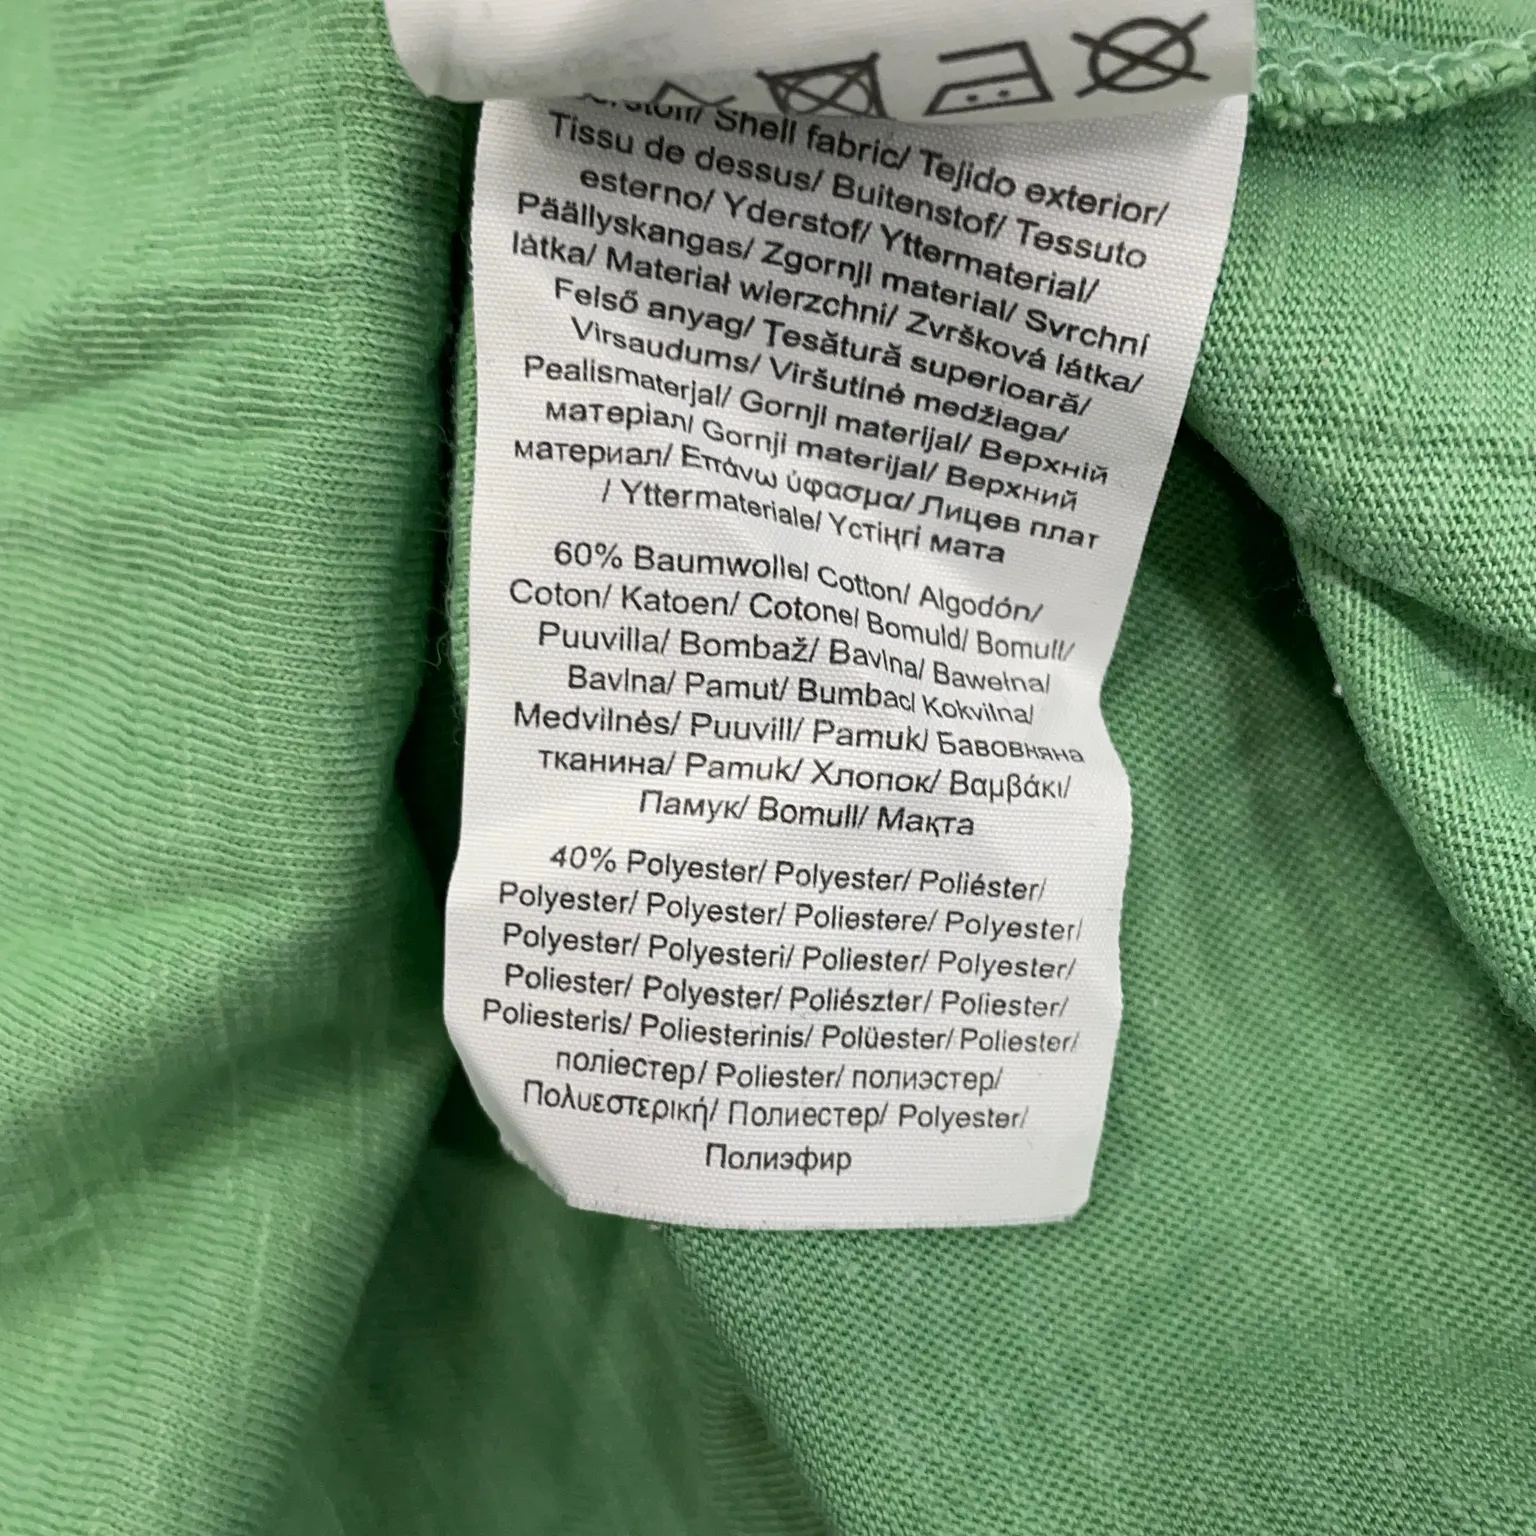 Shell fabric/ Tejido exterior/
Tissu de dessus/ Buitenstof/ Tessuto
esterno/ Yderstof/ Yttermaterial/
Päällyskangas/ Zgornji material/ Svrchní
látka/ Materiał wierzchni/ Zvršková látka/
Felső anyag/ Ţesătură superioară/
Virsaudums/ Viršutinė medžiaga/
Pealismaterjal/ Gornji materijal/ Верхній
матеріал/ Gornji materijal/ Верхний
материал/ Επάνω ύφασμα/ Лицев плат
/ Yttermateriale/ Үстіңгі мата
60% Baumwolle/ Cotton/ Algodón/
Coton/ Katoen/ Cotone/ Bomuld/ Bomull/
Puuvilla/ Bombaž/ Bavlna/ Bawełna/
Bavlna/ Pamut/ Bumbac/ Kokvilna/
Medvilnės/ Puuvill/ Pamuk/ Бавовняна
тканина/ Pamuk/ Хлопок/ Βαμβάκι/
Памук/ Bomull/ Мақта
40% Polyester/ Polyester/ Poliéster/
Polyester/ Polyester/ Poliestere/ Polyester/
Polyester/ Polyesteri/ Poliester/ Polyester/
Poliester/ Polyester/ Poliészter/ Poliester/
Poliesteris/ Poliesterinis/ Polüester/ Poliester/
поліестер/ Poliester/ полиэстер/
Πολυεστερική/ Полиестер/ Polyester/
Полиэфир